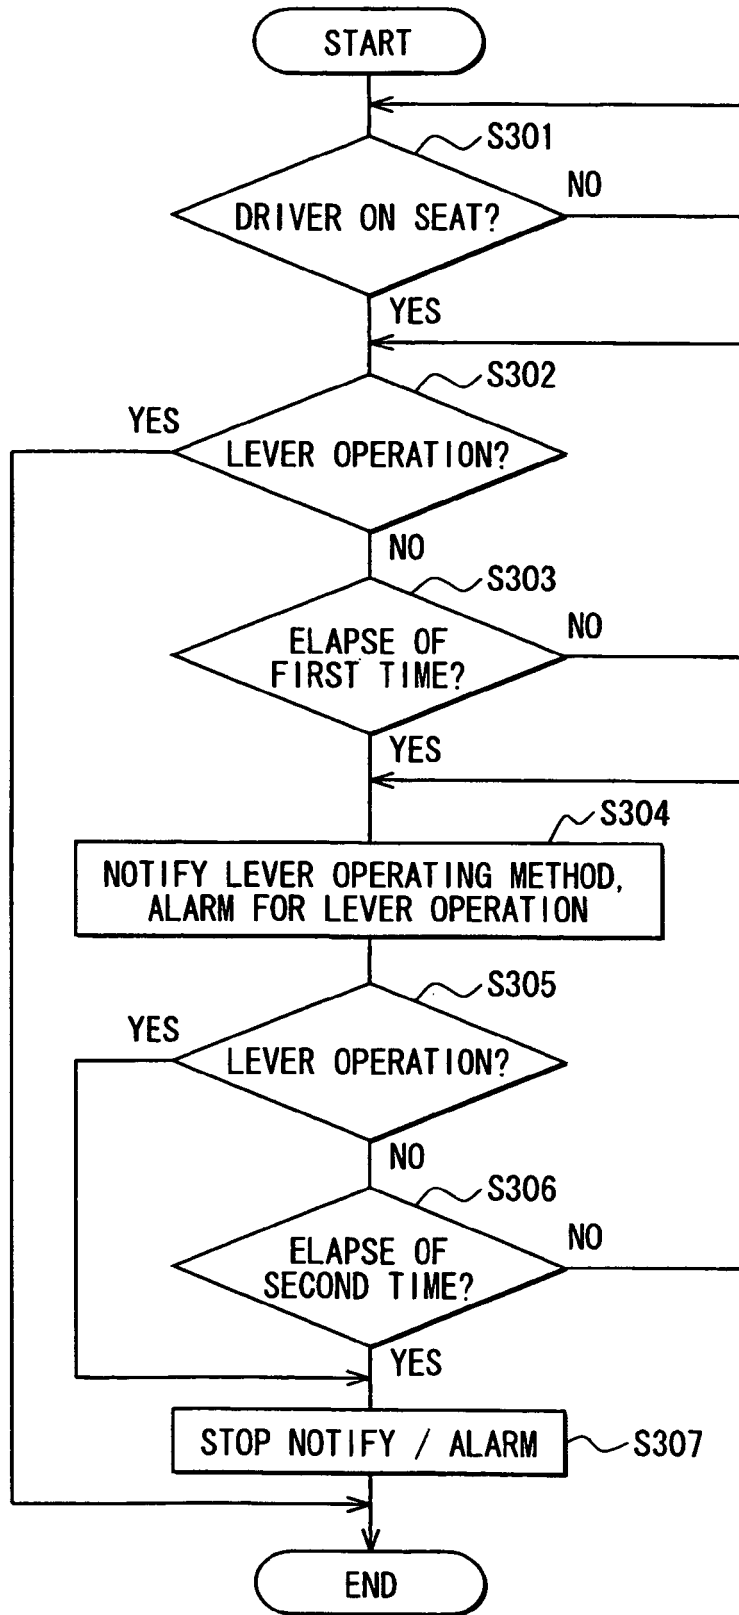 START
S301
DRIVER ON SEAT?
NO
YES
S302
YES
LEVER OPERATION?
NO
S303
ELAPSE OF
FIRST TIME?
NO
YES
S304
NOTIFY LEVER OPERATING METHOD,
ALARM FOR LEVER OPERATION
S305
YES
LEVER OPERATION?
NO
S306
ELAPSE OF
SECOND TIME?
NO
YES
STOP NOTIFY / ALARM
S307
END